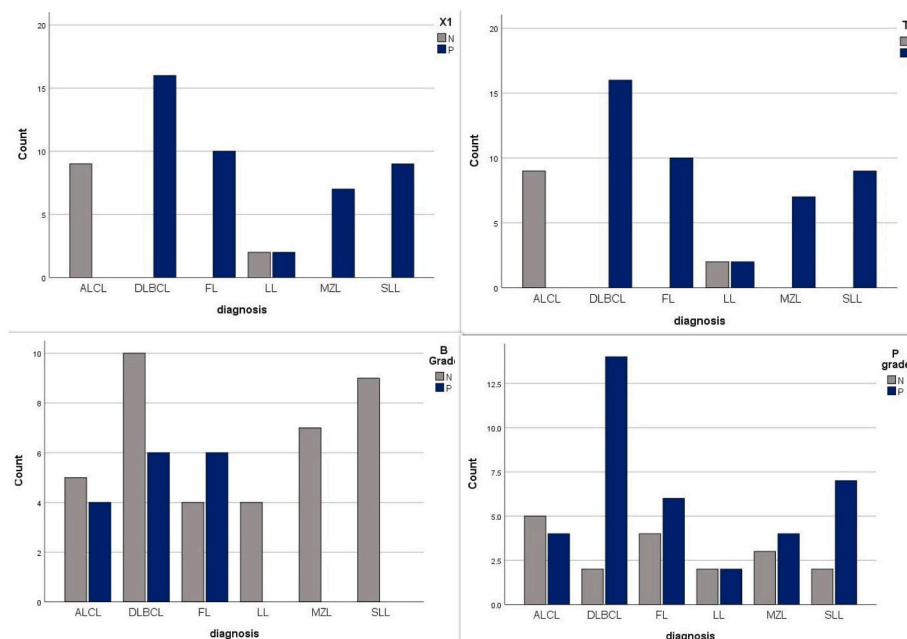 X1
N
P
20
15
10
5
0
Count
ALCL DLBCL FL LL MZL SLL
diagnosis
T
20
15
10
5
0
Count
ALCL DLBCL FL LL MZL SLL
diagnosis
B
Grade
N
P
10
8
6
4
2
0
Count
ALCL DLBCL FL LL MZL SLL
diagnosis
P
grade
N
P
12.5
10.0
7.5
5.0
2.5
0.0
Count
ALCL DLBCL FL LL MZL SLL
diagnosis